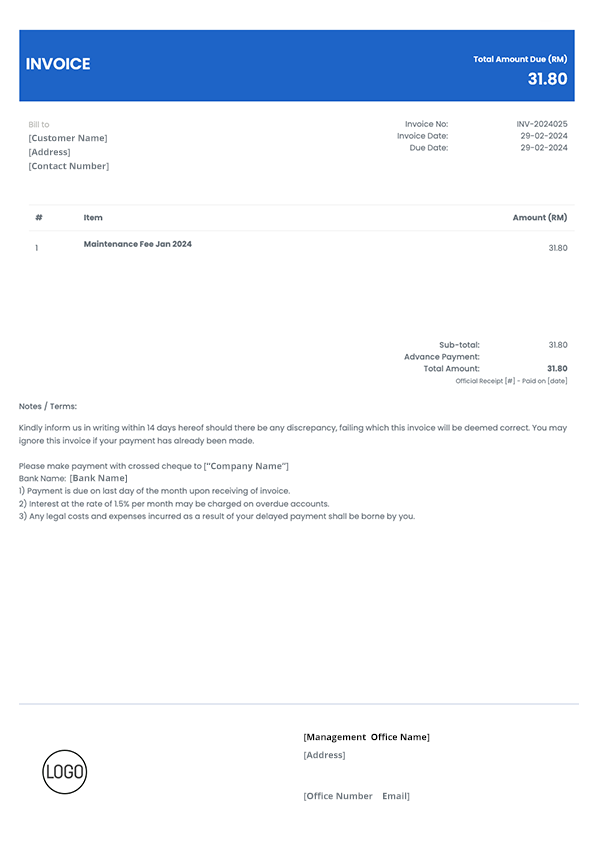 INVOICE
Total Amount Due (RM)
31.80
Bill to
[Customer Name]
[Address]
[Contact Number]
Invoice No: INV-2024025
Invoice Date: 29-02-2024
Due Date: 29-02-2024
# Item Amount (RM)
1 Maintenance Fee Jan 2024 31.80
Sub-total: 31.80
Advance Payment:
Total Amount: 31.80
Official Receipt [#] - Paid on [date]
Notes / Terms:
Kindly inform us in writing within 14 days hereof should there be any discrepancy, failing which this invoice will be deemed correct. You may
ignore this invoice if your payment has already been made.
Please make payment with crossed cheque to ["Company Name"]
Bank Name: [Bank Name]
1) Payment is due on last day of the month upon receiving of invoice.
2) Interest at the rate of 1.5% per month may be charged on overdue accounts.
3) Any legal costs and expenses incurred as a result of your delayed payment shall be borne by you.
LOGO
[Management Office Name]
[Address]
[Office Number Email]